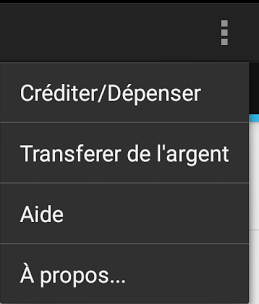 Créditer/Dépenser
Transferer de l'argent
Aide
À propos...